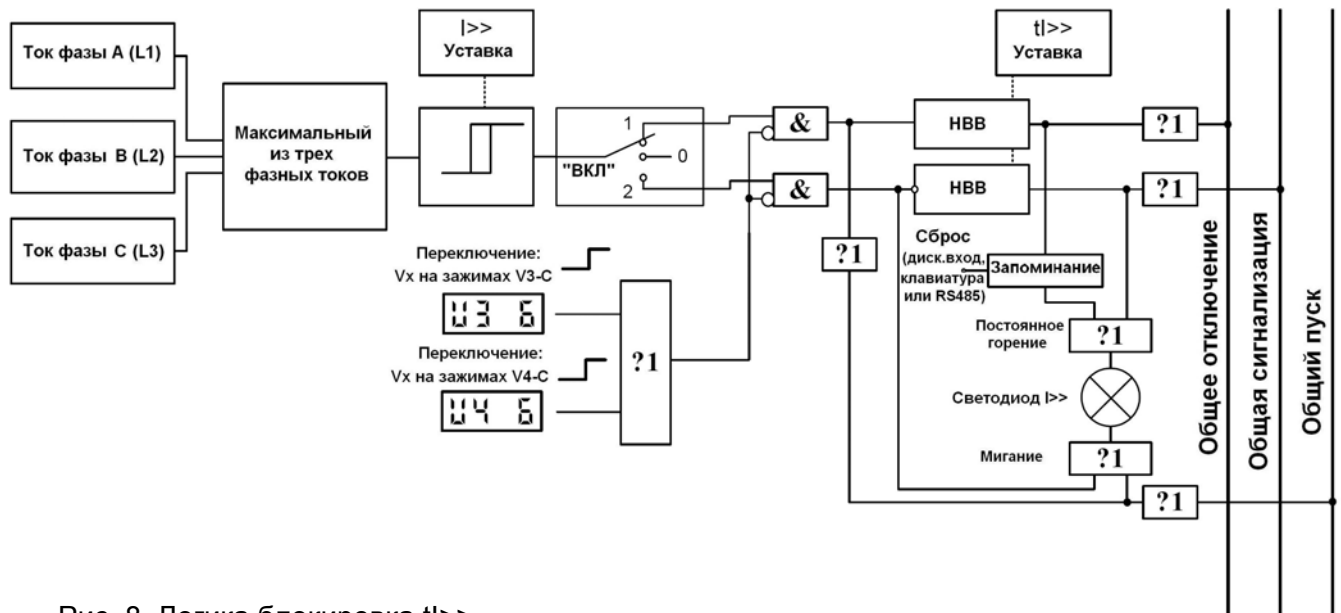 Ток фазы A (L1)
Ток фазы B (L2)
Ток фазы C (L3)
Максимальный
из трех
фазных токов
I>>
Уставка
"ВКЛ"
1
0
2
&
&
tI>>
Уставка
НВВ
НВВ
?1
?1
?1
Переключение:
Vx на зажимах V3-C
U3 6
Переключение:
Vx на зажимах V4-C
U4 6
?1
Сброс
(диск.вход,
клавиатура
или RS485)
Запоминание
Постоянное
горение
?1
Светодиод I>>
Мигание
?1
?1
Общее отключение
Общая сигнализация
Общий пуск
Рис. 8. Логика блокировка tI>>